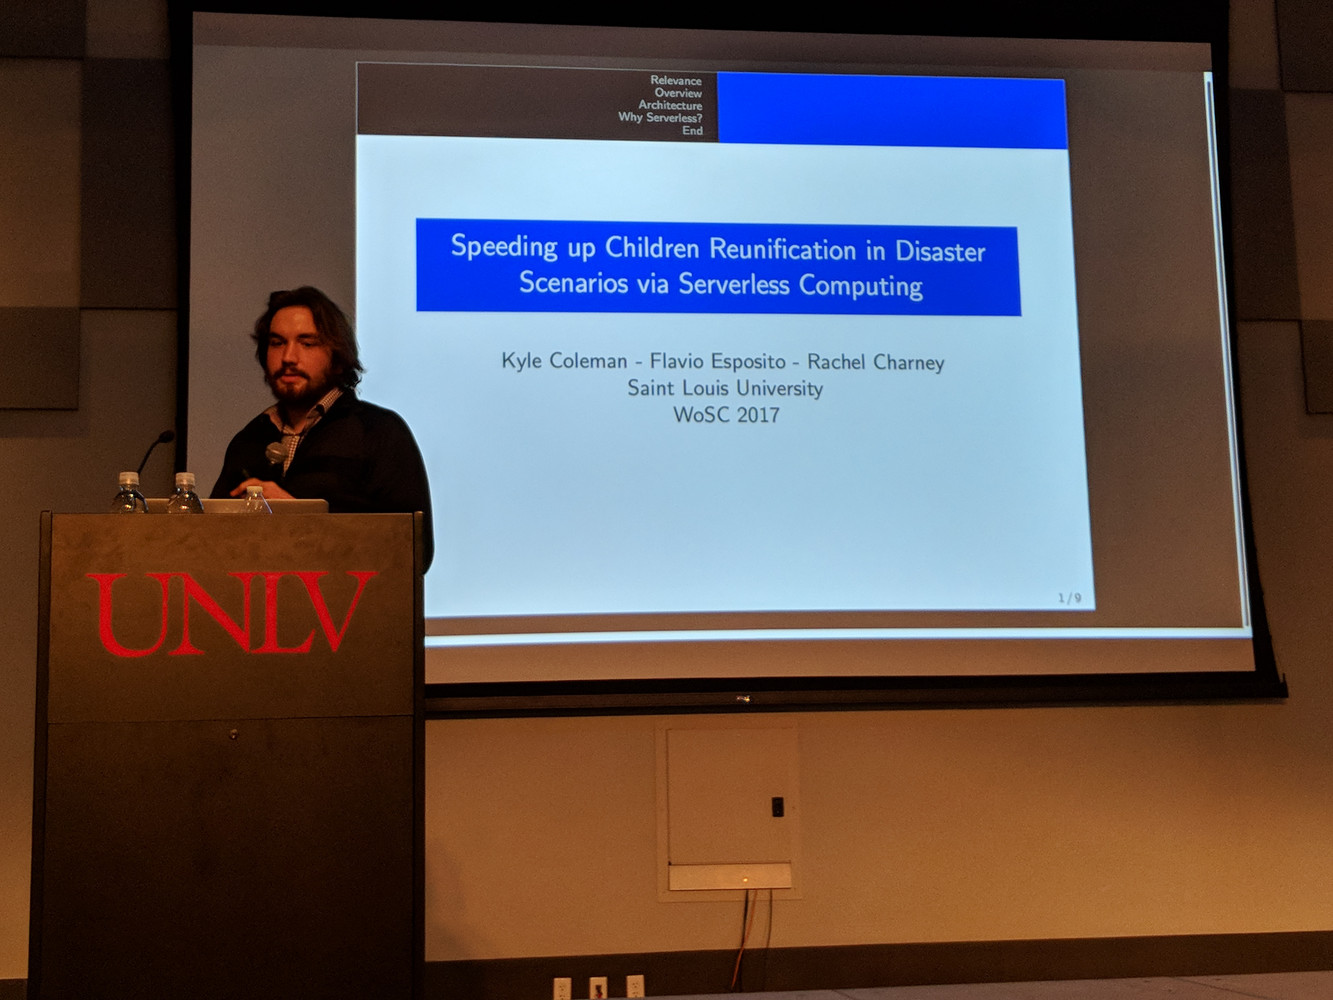 Relevance
Overview
Architecture
Why Serverless?
End
Speeding up Children Reunification in Disaster
Scenarios via Serverless Computing
Kyle Coleman - Flavio Esposito - Rachel Charney
Saint Louis University
WoSC 2017
1/9
UNLV